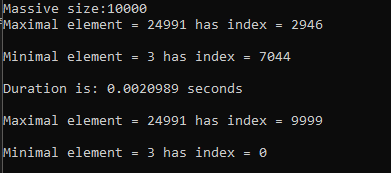 Massive size:10000
Maximal element = 24991 has index = 2946
Minimal element = 3 has index = 7044
Duration is: 0.0020989 seconds
Maximal element = 24991 has index = 9999
Minimal element = 3 has index = 0